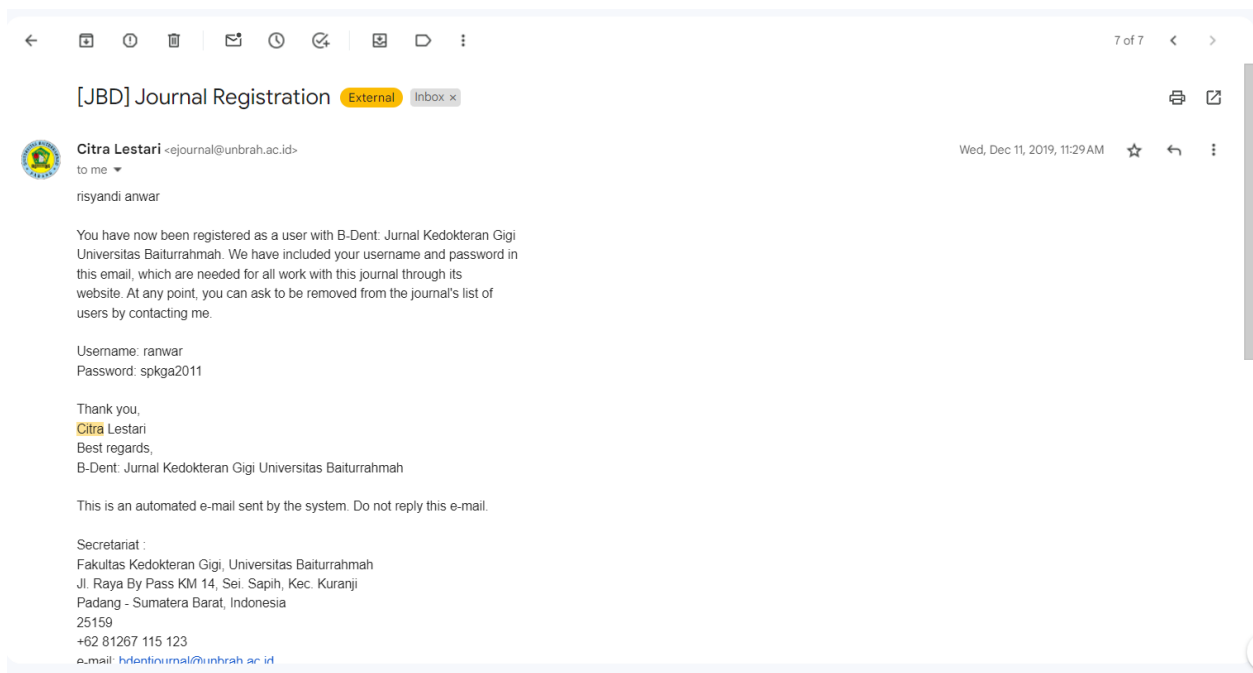 7 of 7
[JBD] Journal Registration External Inbox ×
Citra Lestari <ejournal@unbrah.ac.id>
Wed, Dec 11, 2019, 11:29 AM
to me
risyandi anwar
You have now been registered as a user with B-Dent: Jurnal Kedokteran Gigi
Universitas Baiturrahmah. We have included your username and password in
this email, which are needed for all work with this journal through its
website. At any point, you can ask to be removed from the journal's list of
users by contacting me.
Username: ranwar
Password: spkga2011
Thank you,
Citra Lestari
Best regards,
B-Dent: Jurnal Kedokteran Gigi Universitas Baiturrahmah
This is an automated e-mail sent by the system. Do not reply this e-mail.
Secretariat :
Fakultas Kedokteran Gigi, Universitas Baiturrahmah
Jl. Raya By Pass KM 14, Sei. Sapih, Kec. Kuranji
Padang - Sumatera Barat, Indonesia
25159
+62 81267 115 123
e-mail: bdentjournal@unbrah.ac.id